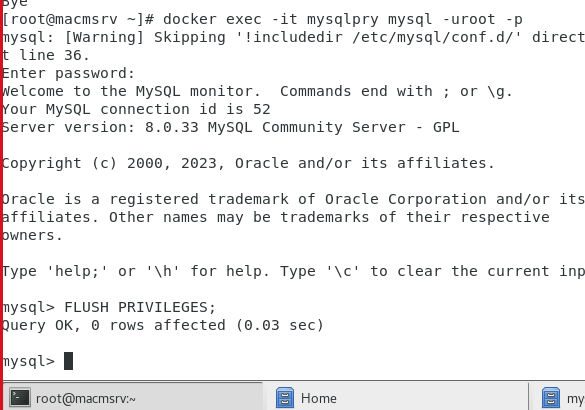 Bye
[root@macmsrv ~]# docker exec -it mysqlpry mysql -uroot -p
mysql: [Warning] Skipping '!includedir /etc/mysql/conf.d/' direct
t line 36.
Enter password:
Welcome to the MySQL monitor.  Commands end with ; or \g.
Your MySQL connection id is 52
Server version: 8.0.33 MySQL Community Server - GPL

Copyright (c) 2000, 2023, Oracle and/or its affiliates.

Oracle is a registered trademark of Oracle Corporation and/or its
affiliates. Other names may be trademarks of their respective
owners.

Type 'help;' or '\h' for help. Type '\c' to clear the current inp

mysql> FLUSH PRIVILEGES;
Query OK, 0 rows affected (0.03 sec)

mysql>
root@macmsrv:~ Home my